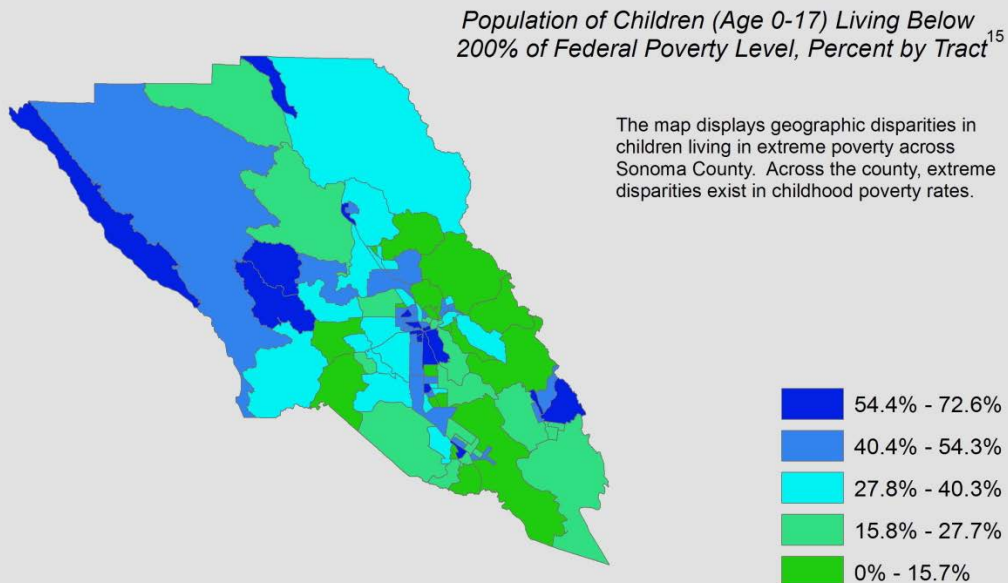 Population of Children (Age 0-17) Living Below
200% of Federal Poverty Level, Percent by Tract15
The map displays geographic disparities in
children living in extreme poverty across
Sonoma County. Across the county, extreme
disparities exist in childhood poverty rates.
54.4% - 72.6%
40.4% - 54.3%
27.8% - 40.3%
15.8% - 27.7%
0% - 15.7%